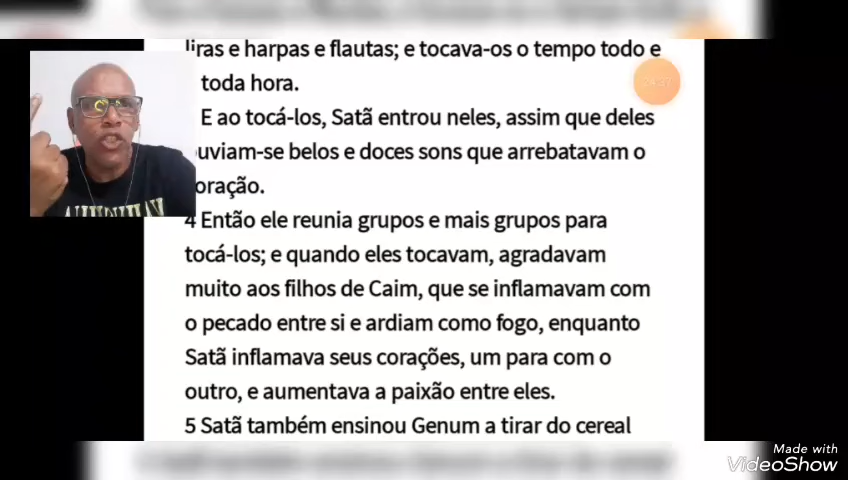 liras e harpas e flautas; e tocava-os o tempo todo e
toda hora.
E ao tocá-los, Satã entrou neles, assim que deles
ouviam-se belos e doces sons que arrebatavam o
coração.
4 Então ele reunia grupos e mais grupos para
tocá-los; e quando eles tocavam, agradavam
muito aos filhos de Caim, que se inflamavam com
o pecado entre si e ardiam como fogo, enquanto
Satã inflamava seus corações, um para com o
outro, e aumentava a paixão entre eles.
5 Satã também ensinou Genum a tirar do cereal
Made with
VideoShow